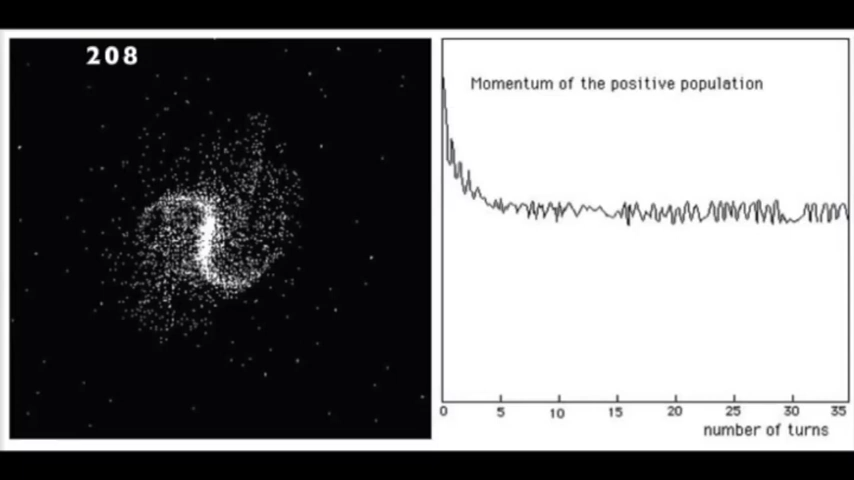 208
Momentum of the positive population
0 5 10 15 20 25 30 35
number of turns